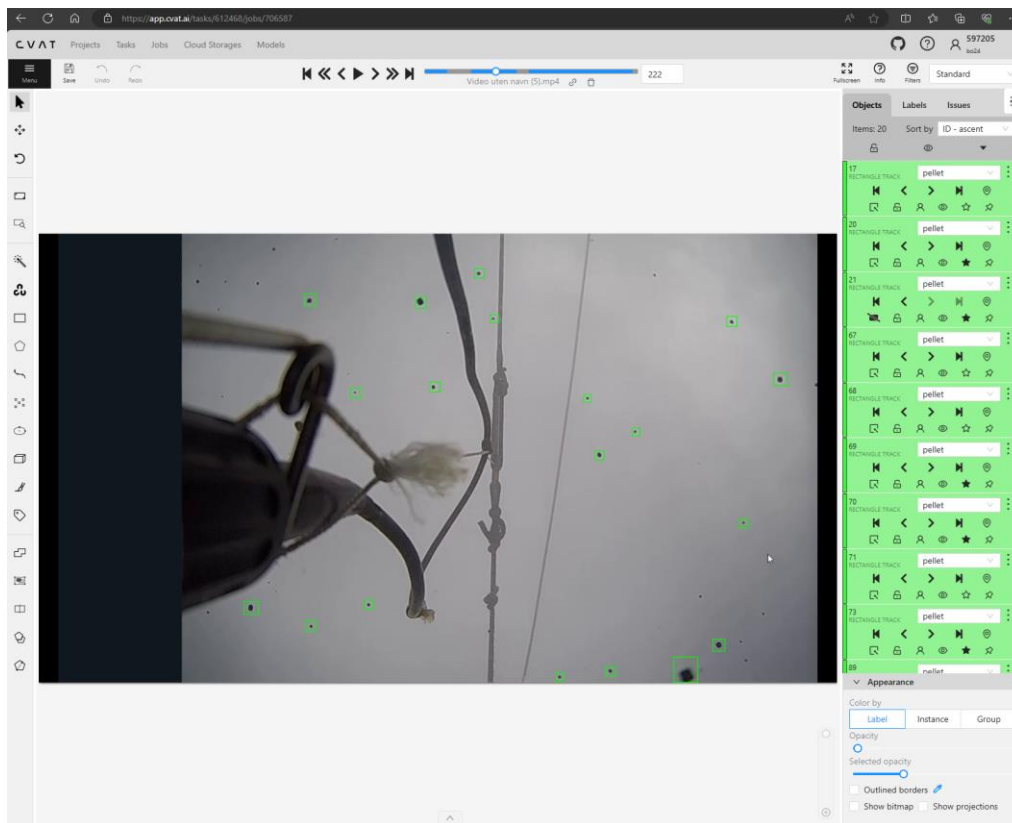 https://app.cvat.ai/tasks/612468/jobs/706587
CVAT Projects Tasks Jobs Cloud Storages Models
597205
bo24
Menu Save Undo Redo
Video uten navn (5).mp4
222
Fullscreen Info Filters Standard
Objects Labels Issues
Items: 20 Sort by ID - ascent
17 pellet
RECTANGLE TRACK
20 pellet
RECTANGLE TRACK
21 pellet
RECTANGLE TRACK
67 pellet
RECTANGLE TRACK
68 pellet
RECTANGLE TRACK
69 pellet
RECTANGLE TRACK
70 pellet
RECTANGLE TRACK
71 pellet
RECTANGLE TRACK
73 pellet
RECTANGLE TRACK
89 pellet
Appearance
Color by
Label Instance Group
Opacity
Selected opacity
Outlined borders
Show bitmap Show projections